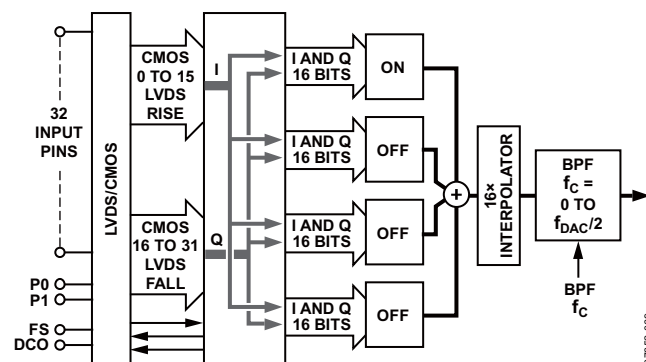 32
INPUT
PINS
P0
P1
FS
DCO
LVDS/CMOS
CMOS
0 TO 15
LVDS
RISE
CMOS
16 TO 31
LVDS
FALL
I
Q
I AND Q
16 BITS
ON
I AND Q
16 BITS
OFF
I AND Q
16 BITS
OFF
I AND Q
16 BITS
OFF
+
16×
INTERPOLATOR
BPF
fC =
0 TO
fDAC/2
BPF
fC